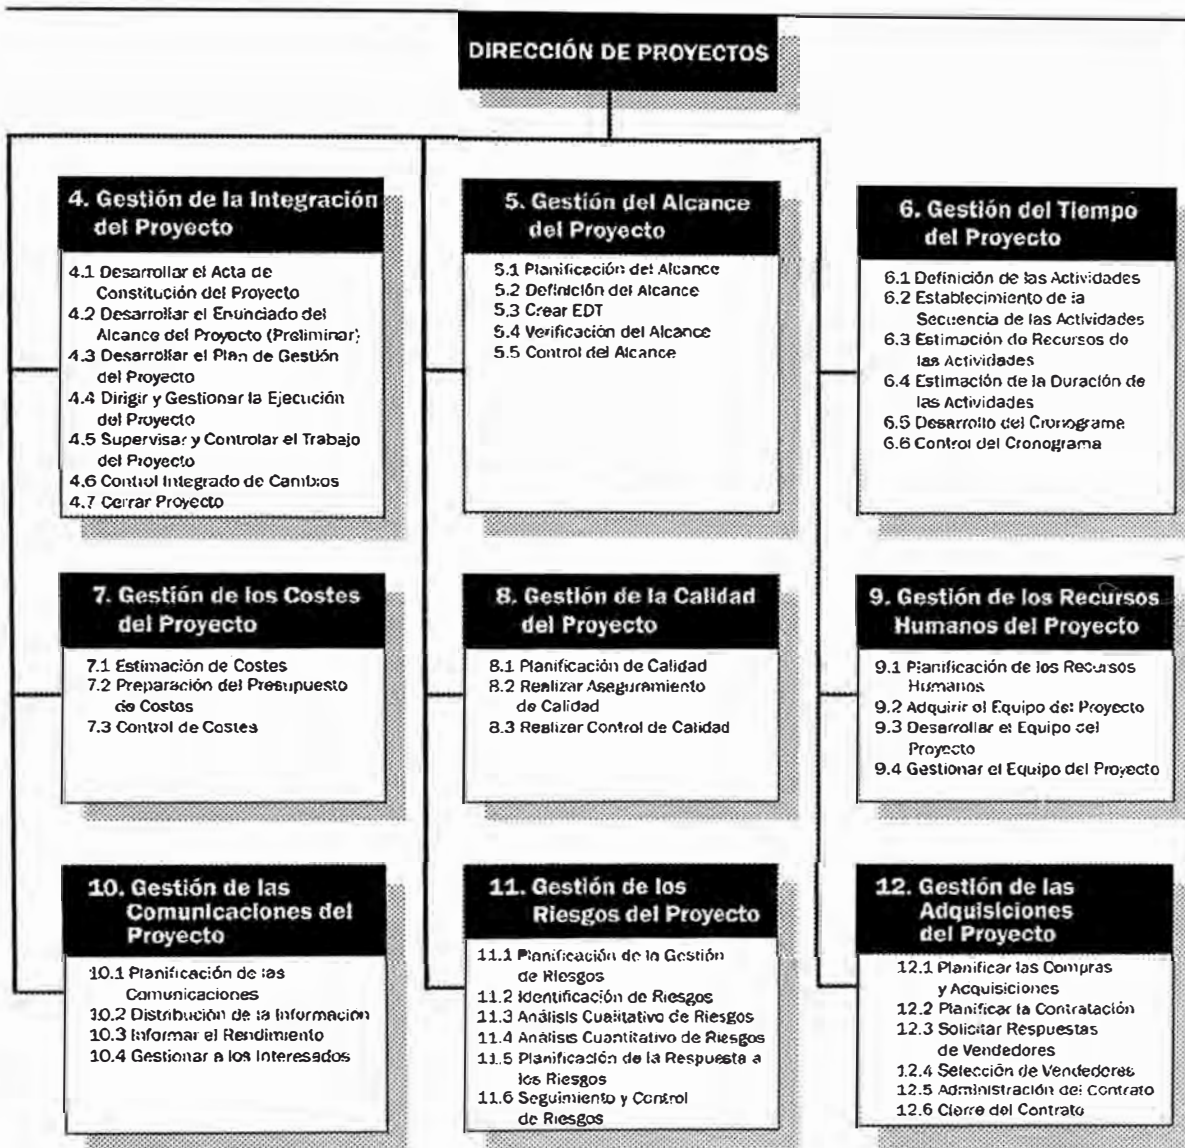 DIRECCIÓN DE PROYECTOS
4. Gestión de la Integración
del Proyecto
4.1 Desarrollar el Acta de
Constitución del Proyecto
4.2 Desarrollar el Enunciado del
Alcance del Proyecto (Preliminar)
4.3 Desarrollar el Plan de Gestión
del Proyecto
4.4 Dirigir y Gestionar la Ejecución
del Proyecto
4.5 Supervisar y Controlar el Trabajo
del Proyecto
4.6 Control Integrado de Cambios
4.7 Cerrar Proyecto
5. Gestión del Alcance
del Proyecto
5.1 Planificación del Alcance
5.2 Definición del Alcance
5.3 Crear EDT
5.4 Verificación del Alcance
5.5 Control del Alcance
6. Gestión del Tiempo
del Proyecto
6.1 Definición de las Actividades
6.2 Establecimiento de la
Secuencia de las Actividades
6.3 Estimación de Recursos de
las Actividades
6.4 Estimación de la Duración de
las Actividades
6.5 Desarrollo del Cronograma
6.6 Control del Cronograma
7. Gestión de los Costes
del Proyecto
7.1 Estimación de Costes
7.2 Preparación del Presupuesto
de Costes
7.3 Control de Costes
8. Gestión de la Calidad
del Proyecto
8.1 Planificación de Calidad
8.2 Realizar Aseguramiento
de Calidad
8.3 Realizar Control de Calidad
9. Gestión de los Recursos
Humanos del Proyecto
9.1 Planificación de los Recursos
Humanos
9.2 Adquirir el Equipo del Proyecto
9.3 Desarrollar el Equipo del
Proyecto
9.4 Gestionar el Equipo del Proyecto
10. Gestión de las
Comunicaciones del
Proyecto
10.1 Planificación de las
Comunicaciones
10.2 Distribución de la Información
10.3 Informar el Rendimiento
10.4 Gestionar a los Interesados
11. Gestión de los
Riesgos del Proyecto
11.1 Planificación de la Gestión
de Riesgos
11.2 Identificación de Riesgos
11.3 Análisis Cualitativo de Riesgos
11.4 Análisis Cuantitativo de Riesgos
11.5 Planificación de la Respuesta a
los Riesgos
11.6 Seguimiento y Control
de Riesgos
12. Gestión de las
Adquisiciones
del Proyecto
12.1 Planificar las Compras
y Adquisiciones
12.2 Planificar la Contratación
12.3 Solicitar Respuestas
de Vendedores
12.4 Selección de Vendedores
12.5 Administración del Contrato
12.6 Cierre del Contrato